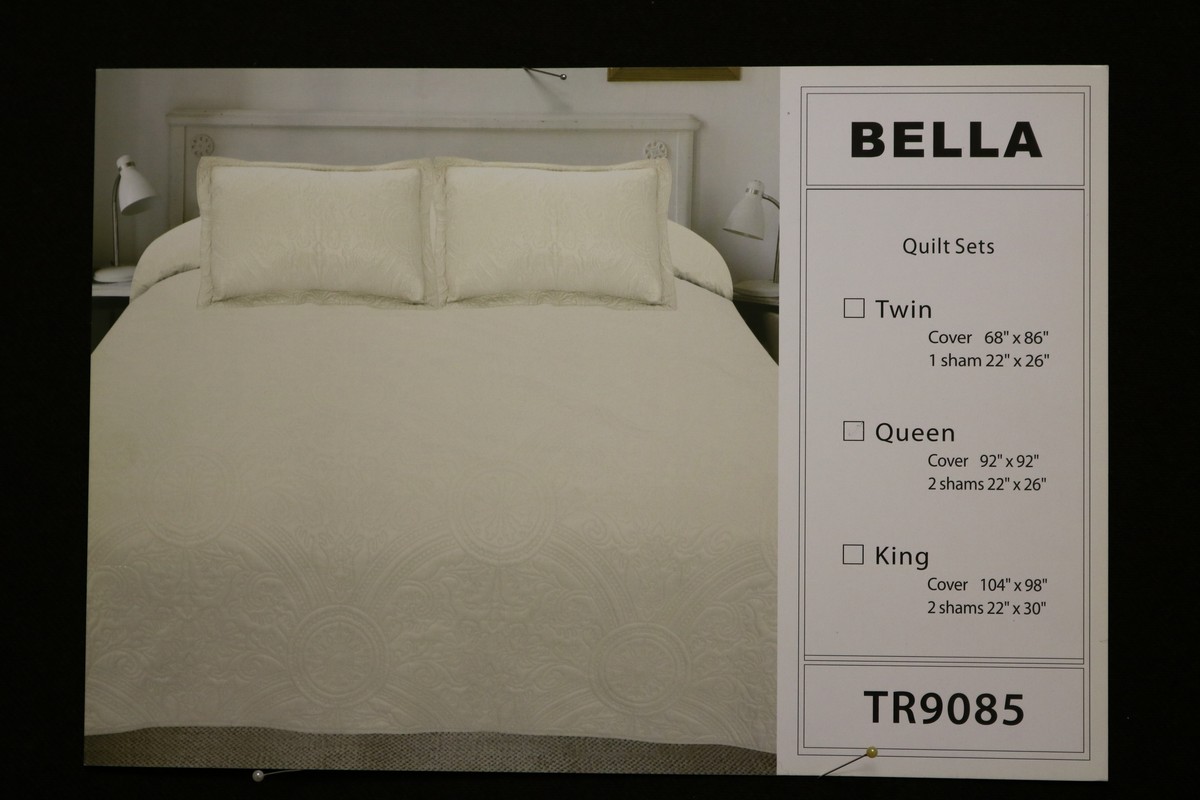 BELLA
Quilt Sets
Twin
Cover 68" x 86"
1 sham 22" x 26"
Queen
Cover 92" x 92"
2 shams 22" x 26"
King
Cover 104" x 98"
2 shams 22" x 30"
TR9085